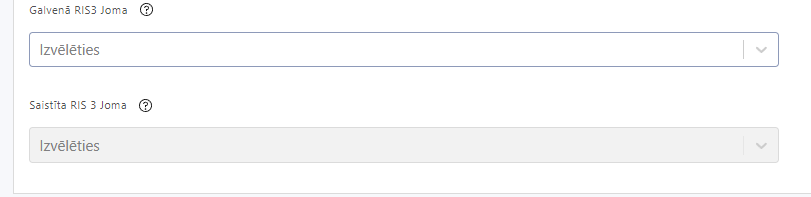 Galvenā RIS3 Joma ?
Izvēlēties
Saistīta RIS 3 Joma ?
Izvēlēties